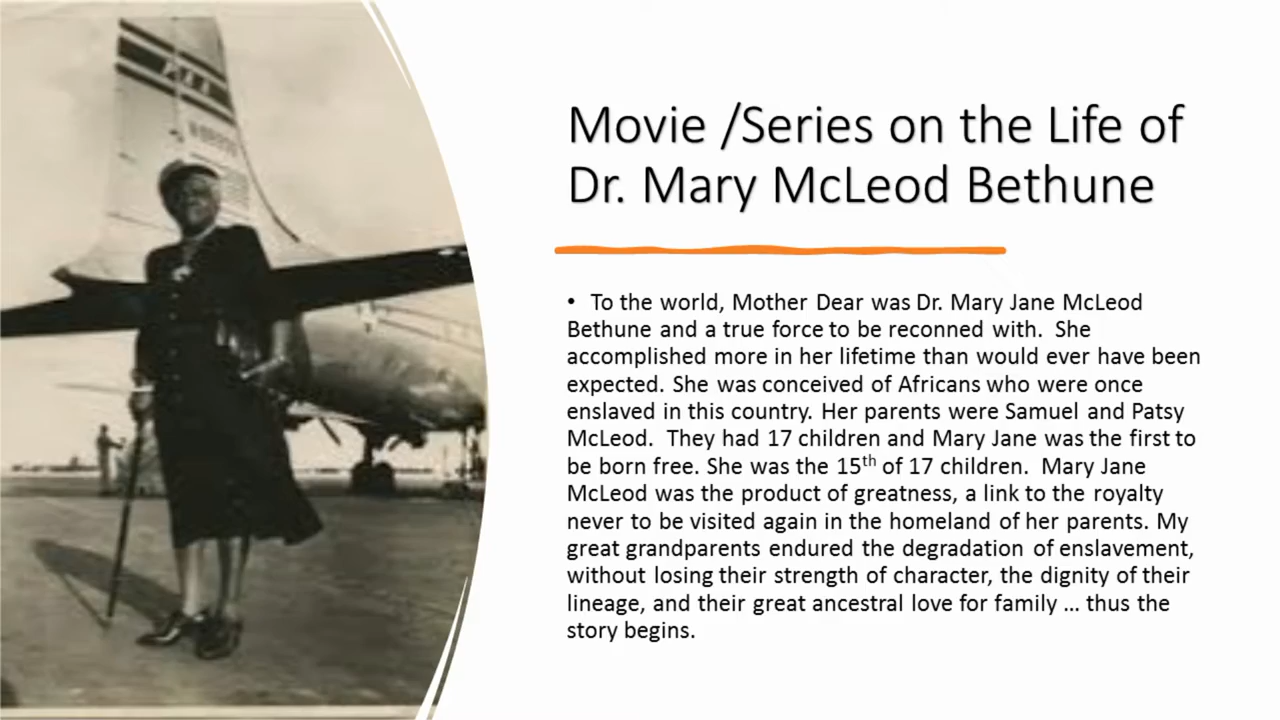 Movie /Series on the Life of
Dr. Mary McLeod Bethune
• To the world, Mother Dear was Dr. Mary Jane McLeod
Bethune and a true force to be reconned with. She
accomplished more in her lifetime than would ever have been
expected. She was conceived of Africans who were once
enslaved in this country. Her parents were Samuel and Patsy
McLeod. They had 17 children and Mary Jane was the first to
be born free. She was the 15th of 17 children. Mary Jane
McLeod was the product of greatness, a link to the royalty
never to be visited again in the homeland of her parents. My
great grandparents endured the degradation of enslavement,
without losing their strength of character, the dignity of their
lineage, and their great ancestral love for family … thus the
story begins.